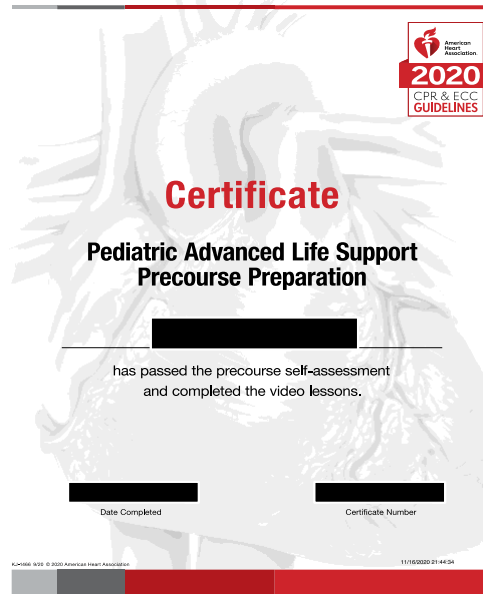 American
Heart
Association.
2020
CPR & ECC
GUIDELINES
Certificate
Pediatric Advanced Life Support
Precourse Preparation
has passed the precourse self-assessment
and completed the video lessons.
Date Completed
Certificate Number
KJ-1466 9/20 © 2020 American Heart Association
11/16/2020 21:44:34